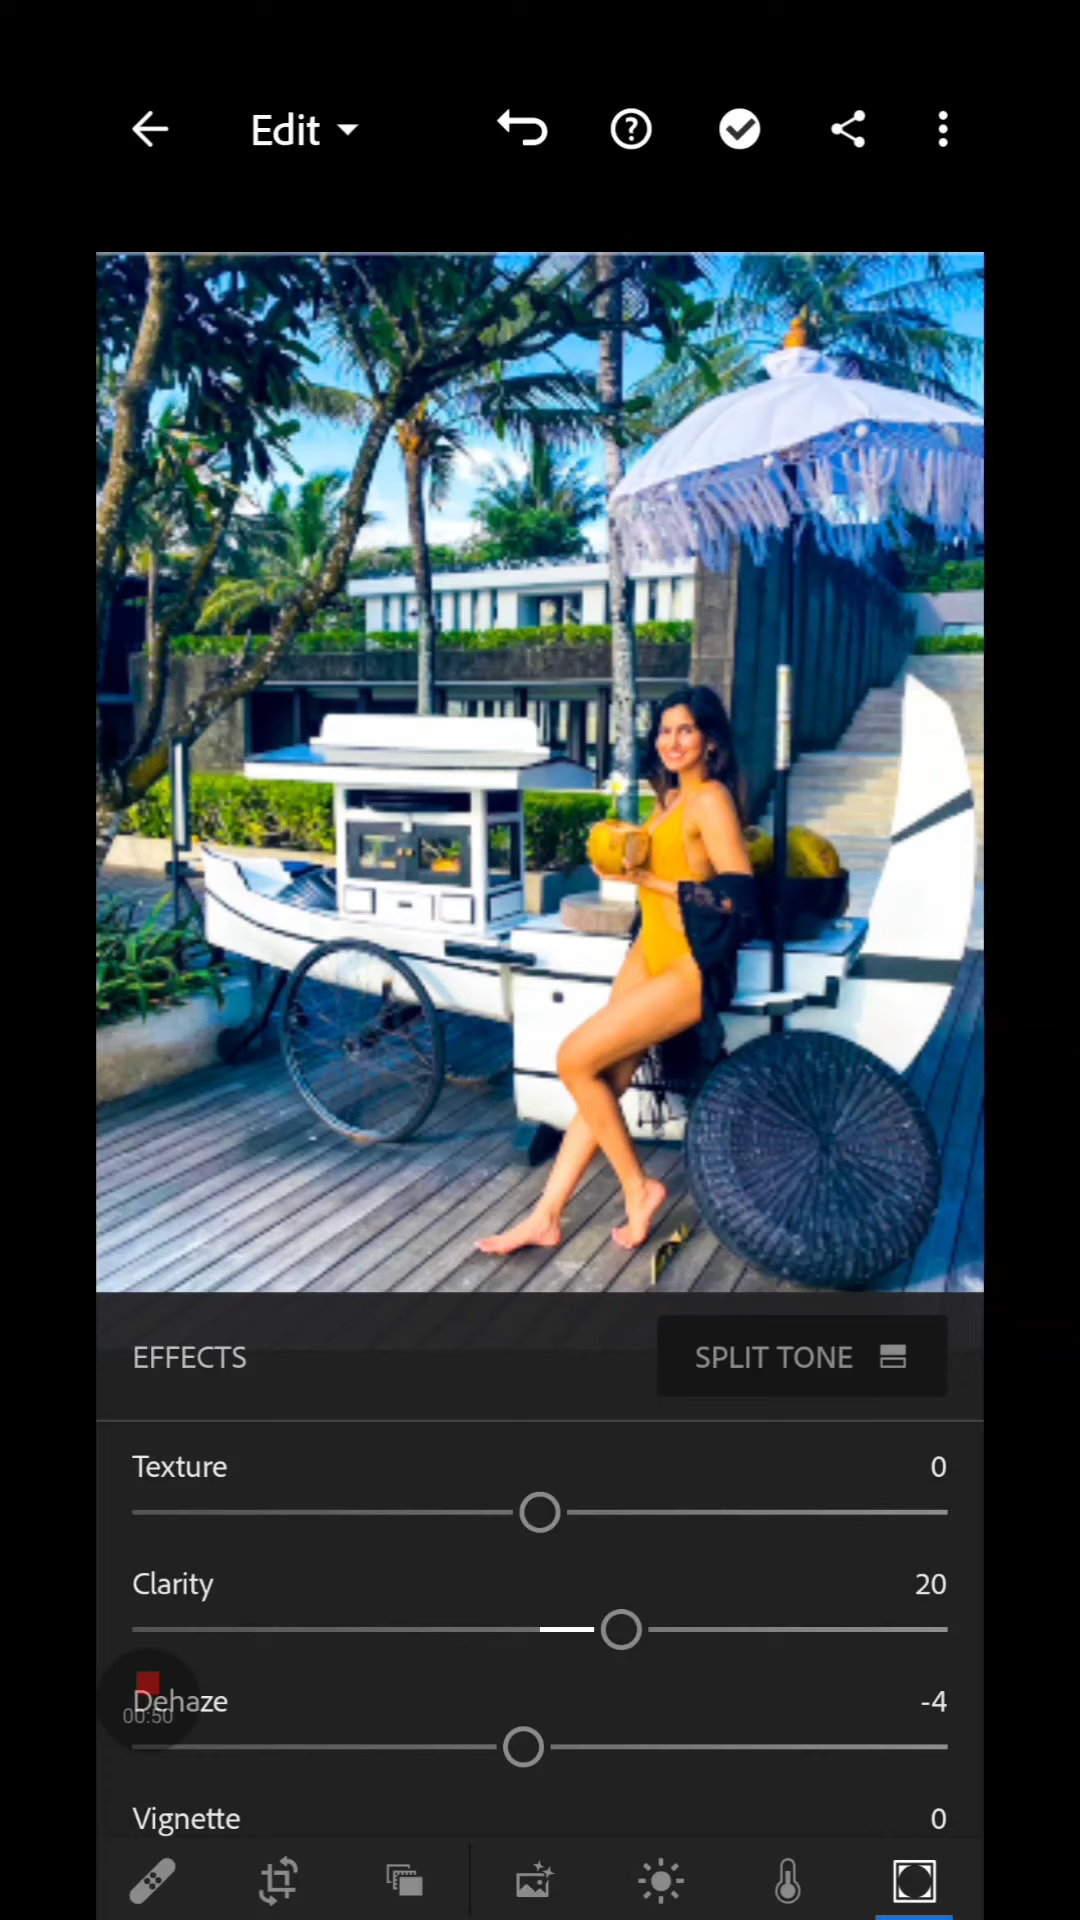 Edit
EFFECTS
SPLIT TONE
Texture 0
Clarity 20
Dehaze -4
00:50
Vignette 0